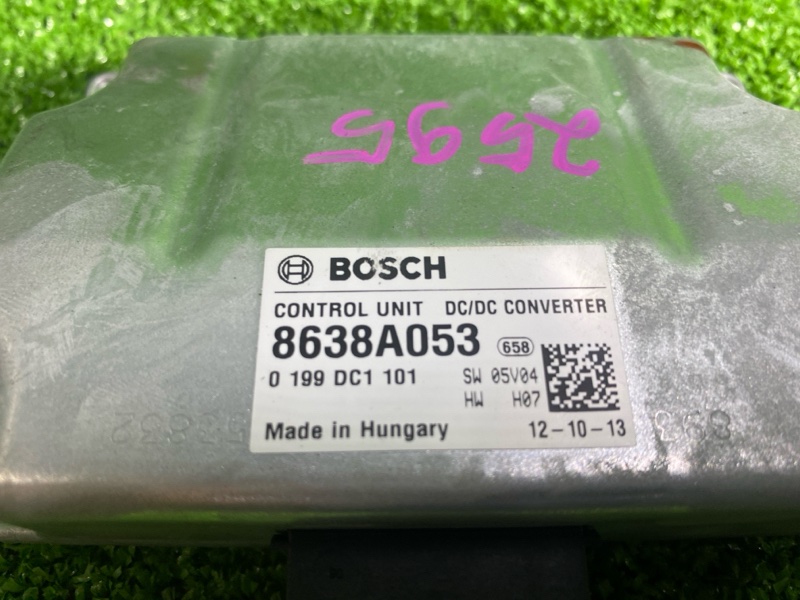 2595
BOSCH
CONTROL UNIT DC/DC CONVERTER
8638A053 658
0 199 DC1 101 SW 05V04
HW H07
Made in Hungary 12-10-13